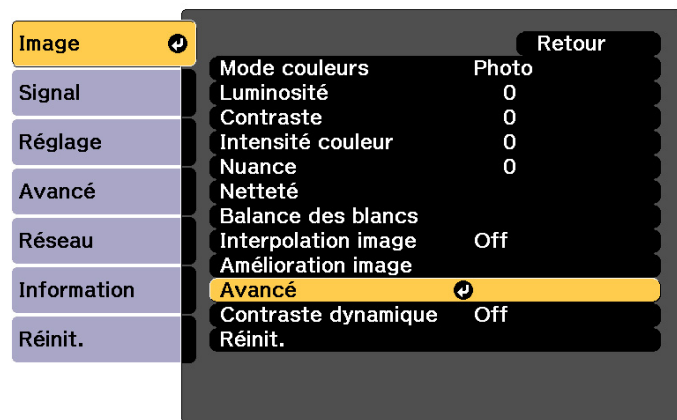 Image
Signal
Réglage
Avancé
Réseau
Information
Réinit.
Retour
Mode couleurs Photo
Luminosité 0
Contraste 0
Intensité couleur 0
Nuance 0
Netteté
Balance des blancs
Interpolation image Off
Amélioration image
Avancé
Contraste dynamique Off
Réinit.